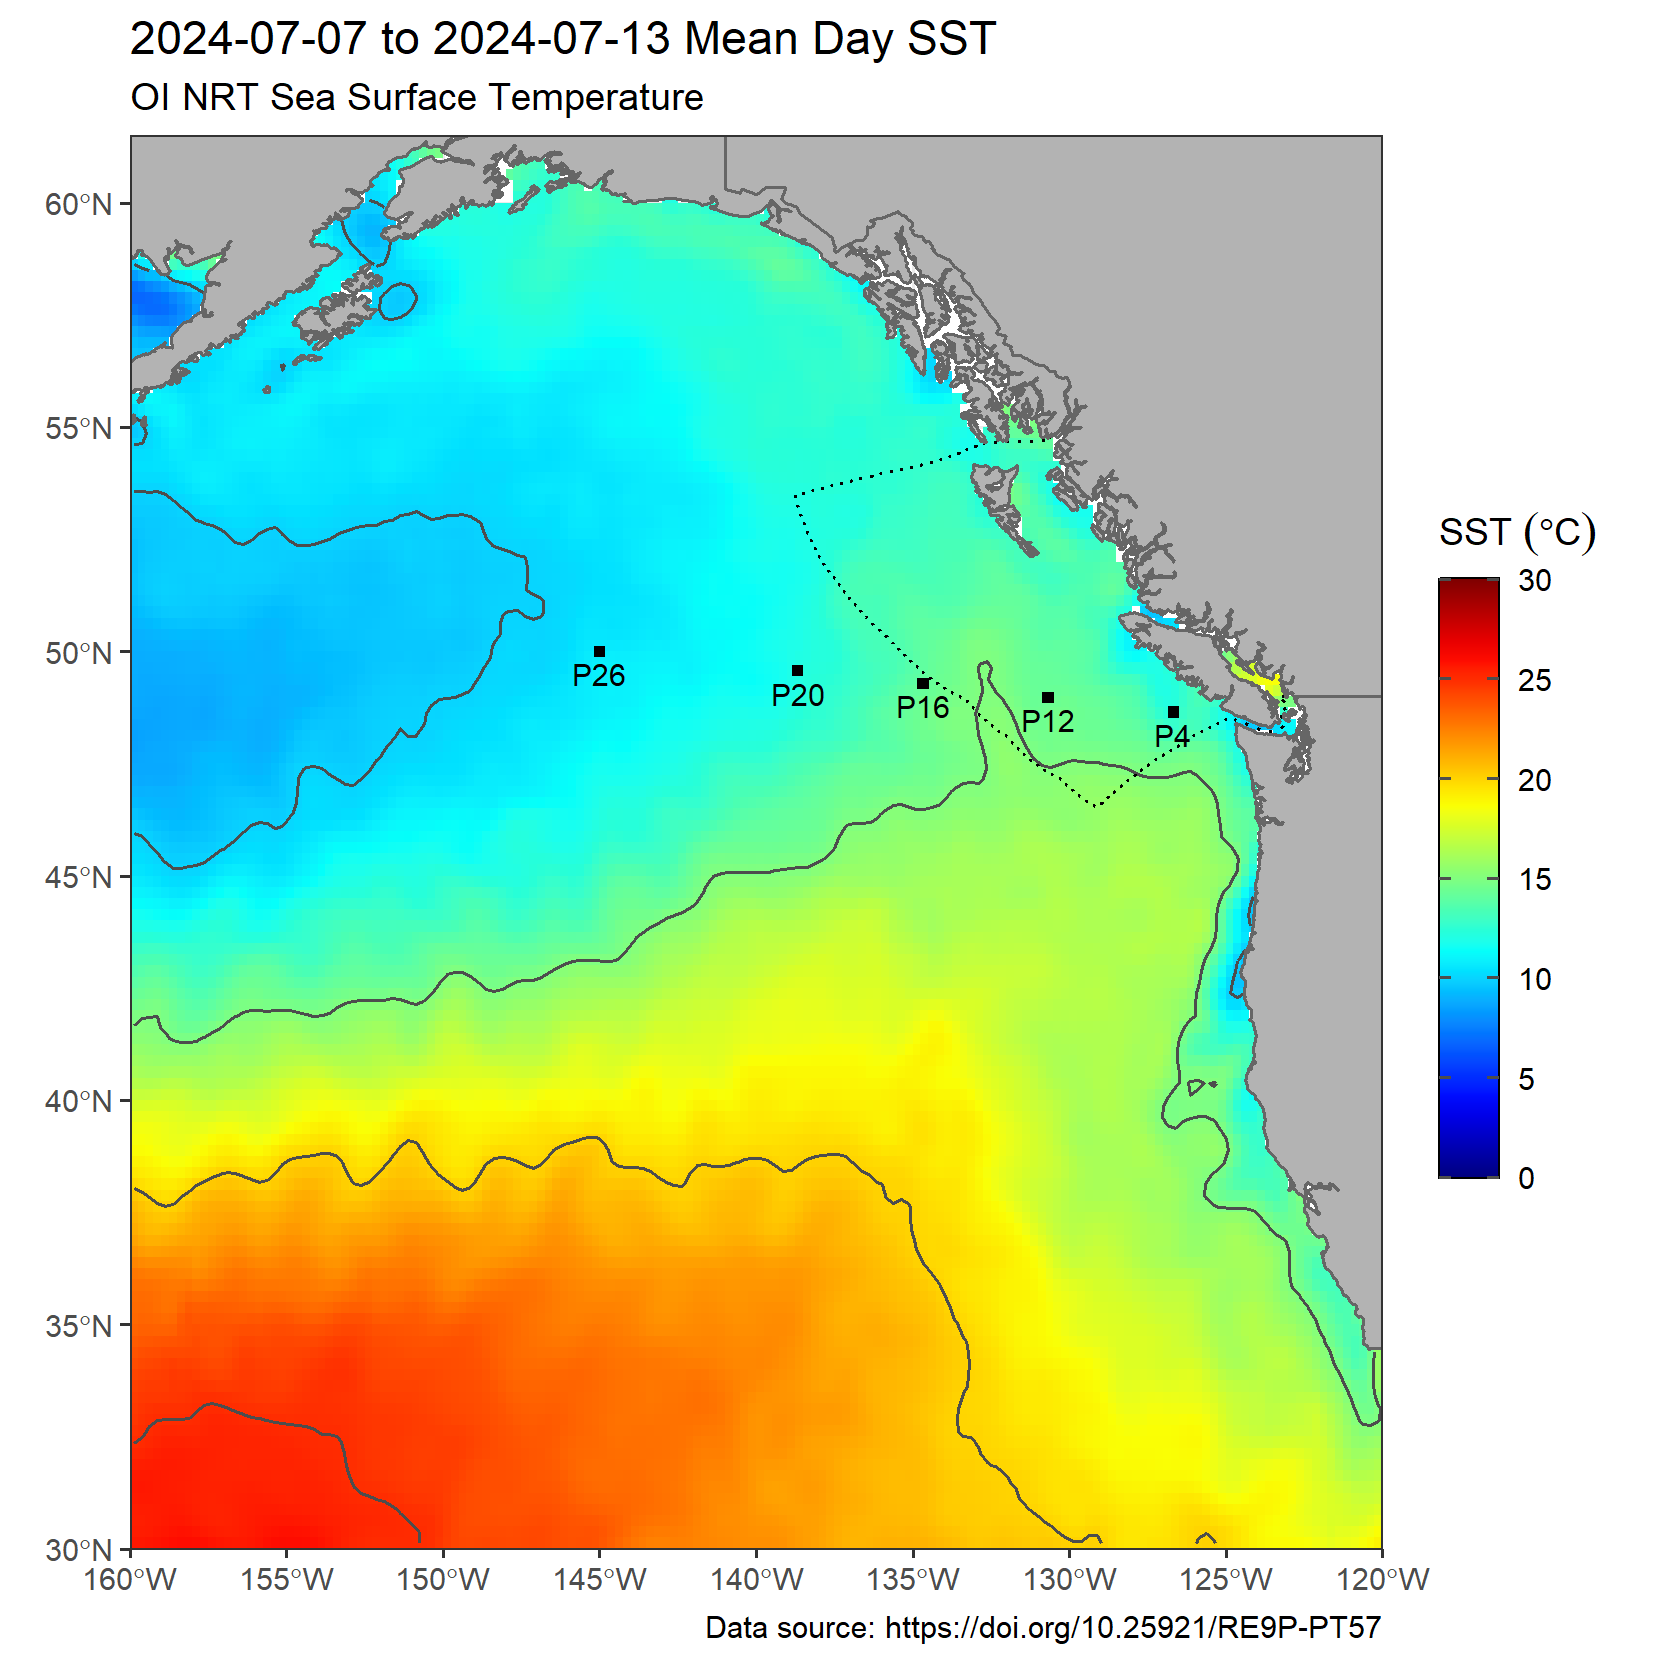 2024-07-07 to 2024-07-13 Mean Day SST
OI NRT Sea Surface Temperature
60°N
55°N
50°N
45°N
40°N
35°N
30°N
P26
P20
P16
P12
P4
160°W
155°W
150°W
145°W
140°W
135°W
130°W
125°W
120°W
SST (°C)
30
25
20
15
10
5
0
Data source: https://doi.org/10.25921/RE9P-PT57